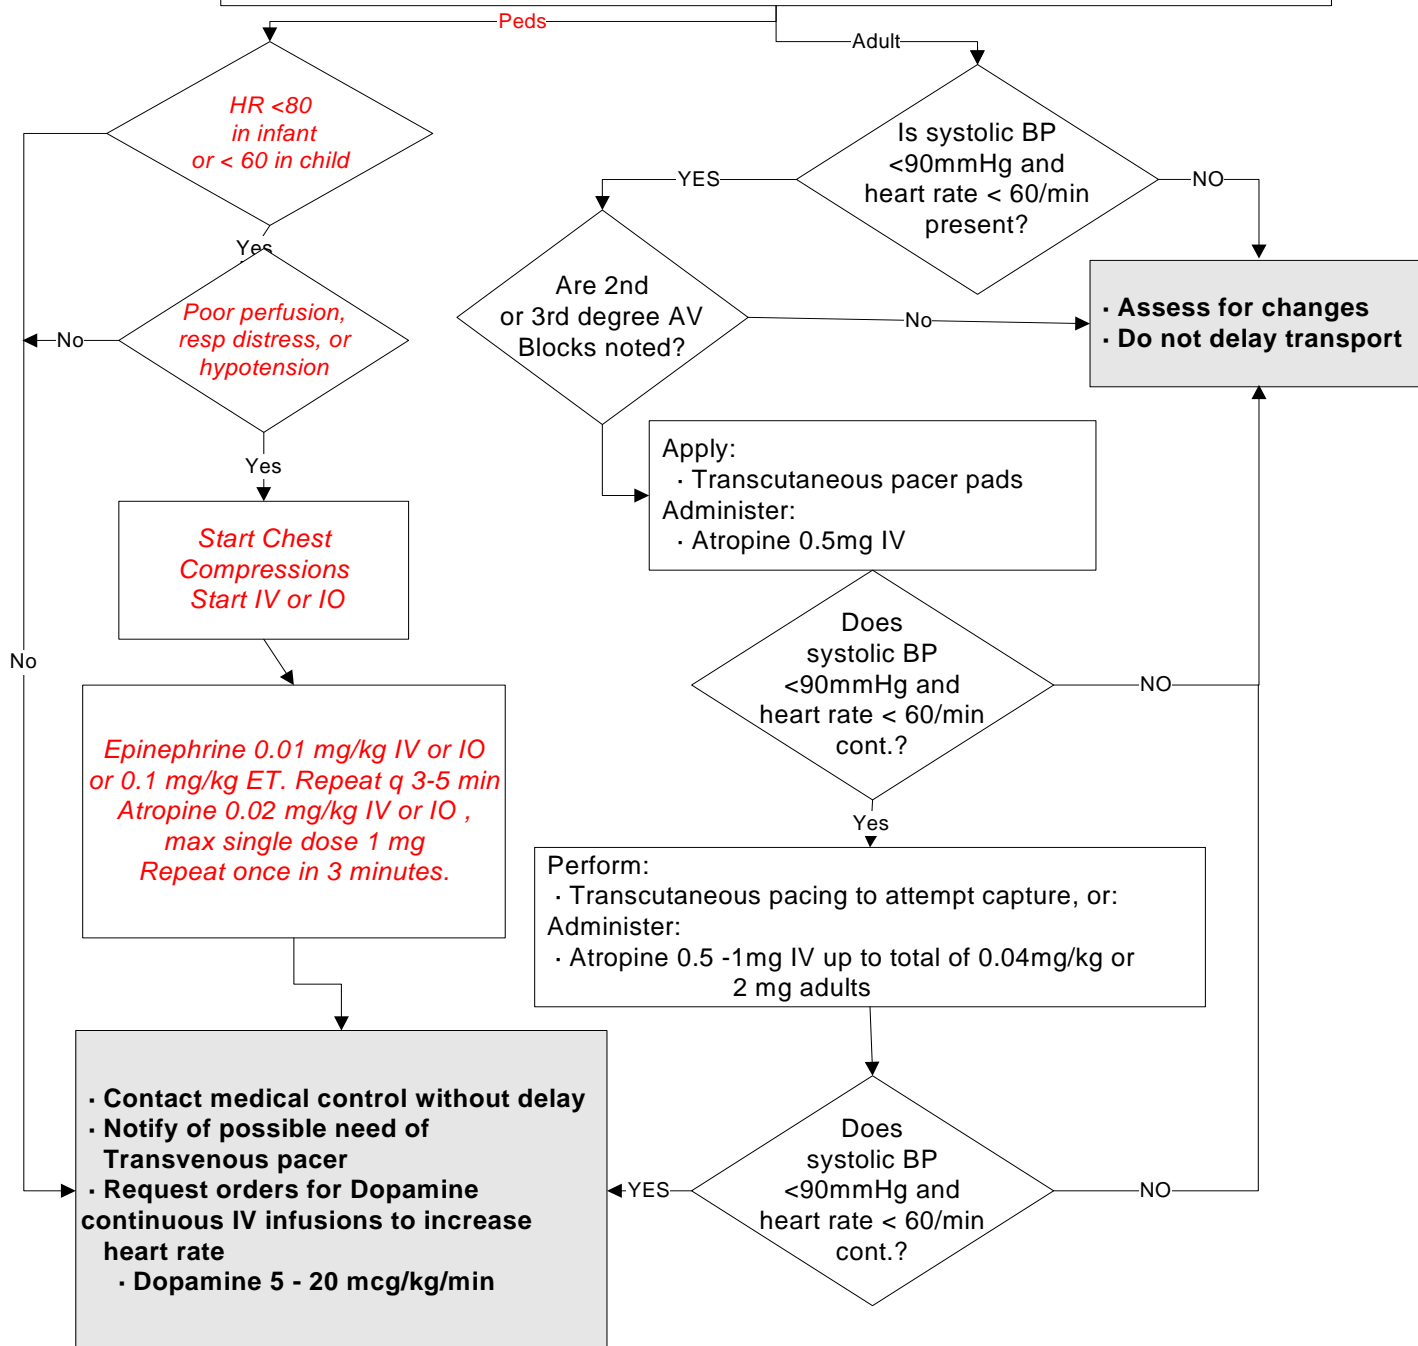 Peds
Adult
HR <80
in infant
or < 60 in child
Is systolic BP
<90mmHg and
heart rate < 60/min
present?
YES
NO
Yes
Are 2nd
or 3rd degree AV
Blocks noted?
No
· Assess for changes
· Do not delay transport
Poor perfusion,
resp distress, or
hypotension
No
Yes
Apply:
· Transcutaneous pacer pads
Administer:
· Atropine 0.5mg IV
Start Chest
Compressions
Start IV or IO
No
Does
systolic BP
<90mmHg and
heart rate < 60/min
cont.?
NO
Epinephrine 0.01 mg/kg IV or IO
or 0.1 mg/kg ET. Repeat q 3-5 min
Atropine 0.02 mg/kg IV or IO ,
max single dose 1 mg
Repeat once in 3 minutes.
Yes
Perform:
· Transcutaneous pacing to attempt capture, or:
Administer:
· Atropine 0.5 -1mg IV up to total of 0.04mg/kg or
2 mg adults
· Contact medical control without delay
· Notify of possible need of
Transvenous pacer
· Request orders for Dopamine
continuous IV infusions to increase
heart rate
· Dopamine 5 - 20 mcg/kg/min
Does
systolic BP
<90mmHg and
heart rate < 60/min
cont.?
YES
NO